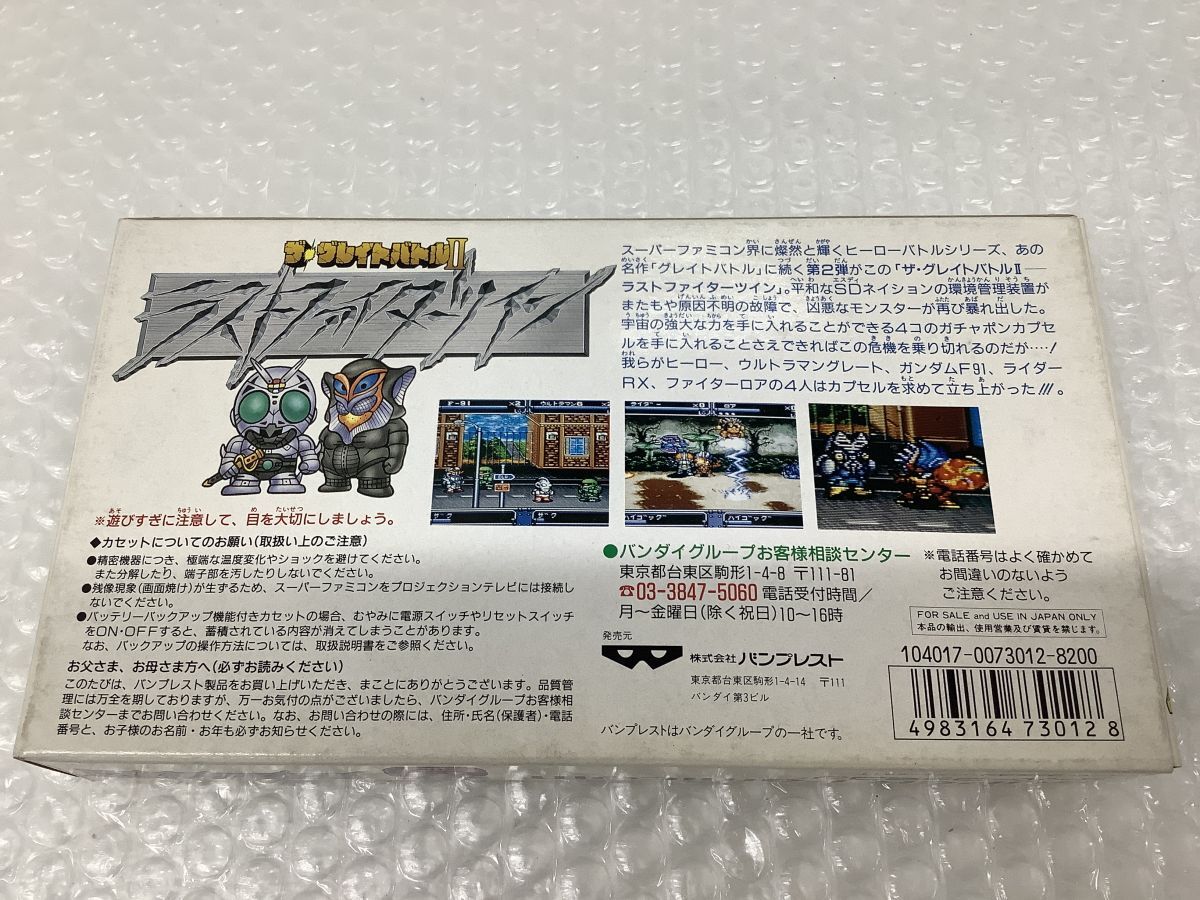 ザ・グレイトバトルII
ラストファイターツイン
スーパーファミコン界に燦然と輝くヒーローバトルシリーズ、あの
名作「グレイトバトル」に続く第2弾がこの「ザ・グレイトバトルII——
ラストファイターツイン」。平和なSDネイションの環境管理装置が
またもや原因不明の故障で、凶悪なモンスターが再び暴れ出した。
宇宙の強大な力を手に入れることができる4コのガチャポンカプセ
ルを手に入れることさえできればこの危機を乗り切れるのだが…!
我らがヒーロー、ウルトラマングレート、ガンダムF91、ライダー
RX、ファイターロアの4人はカプセルを求めて立ち上がった!!!。
F-91 ×2 ウルトラマンG ×2
ザーク ザーク
ライダー ×0 ロア ×0
ハイゴッグ ハイゴッグ
※遊びすぎに注意して、目を大切にしましょう。
◆カセットについてのお願い(取扱い上のご注意)
●精密機器につき、極端な温度変化やショックを避けてください。
また分解したり、端子部を汚したりしないでください。
●残像現象(画面焼け)が生ずるため、スーパーファミコンをプロジェクションテレビには接続し
ないでください。
●バッテリーバックアップ機能付きカセットの場合、むやみに電源スイッチやリセットスイッチ
をON・OFFすると、蓄積されている内容が消えてしまうことがあります。
なお、バックアップの操作方法については、取扱説明書をご参照ください。
お父さま、お母さま方へ(必ずお読みください)
このたびは、バンプレスト製品をお買い上げいただき、まことにありがとうございます。品質管
理には万全を期しておりますが、万一お気付の点がございましたら、バンダイグループお客様相
談センターまでお問い合わせください。なお、お問い合わせの際には、住所・氏名(保護者)・電話
番号と、お子様のお名前・お年も必ずお知らせください。
●バンダイグループお客様相談センター
東京都台東区駒形1-4-8 〒111-81
☎03-3847-5060 電話受付時間/
月〜金曜日(除く祝日)10〜16時
※電話番号はよく確かめて
お間違いのないよう
ご注意ください。
発売元
株式会社 バンプレスト
東京都台東区駒形1-4-14 〒111
バンダイ第3ビル
バンプレストはバンダイグループの一社です。
FOR SALE and USE IN JAPAN ONLY
本品の輸出、使用営業及び賃貸を禁じます。
104017-0073012-8200
4983164 730128